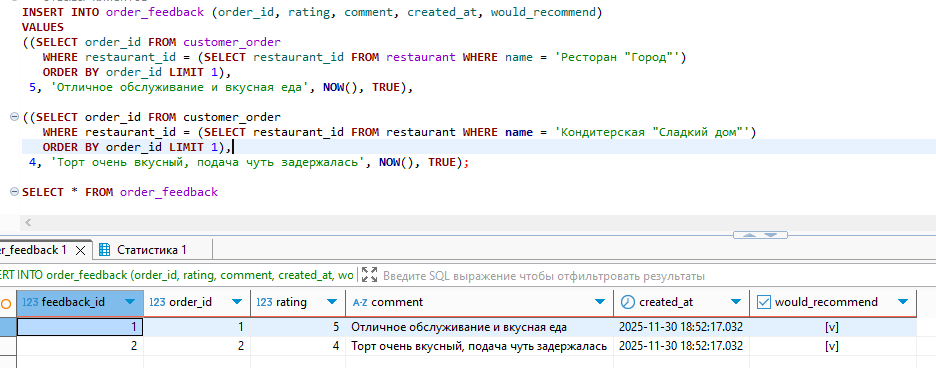 INSERT INTO order_feedback (order_id, rating, comment, created_at, would_recommend)
VALUES
((SELECT order_id FROM customer_order
WHERE restaurant_id = (SELECT restaurant_id FROM restaurant WHERE name = 'Ресторан "Город"')
ORDER BY order_id LIMIT 1),
5, 'Отличное обслуживание и вкусная еда', NOW(), TRUE),
((SELECT order_id FROM customer_order
WHERE restaurant_id = (SELECT restaurant_id FROM restaurant WHERE name = 'Кондитерская "Сладкий дом"')
ORDER BY order_id LIMIT 1),
4, 'Торт очень вкусный, подача чуть задержалась', NOW(), TRUE);
SELECT * FROM order_feedback
er_feedback 1 Статистика 1
ERT INTO order_feedback (order_id, rating, comment, created_at, wo Введите SQL выражение чтобы отфильтровать результаты
123 feedback_id 123 order_id 123 rating A-Z comment created_at would_recommend
1 1 5 Отличное обслуживание и вкусная еда 2025-11-30 18:52:17.032 [v]
2 2 4 Торт очень вкусный, подача чуть задержалась 2025-11-30 18:52:17.032 [v]